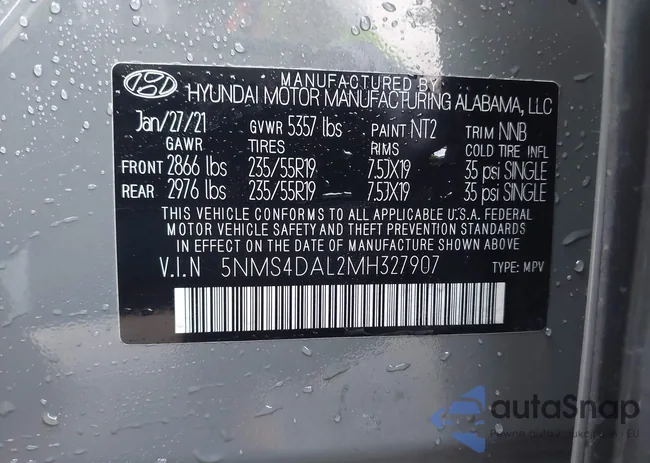 MANUFACTURED BY
HYUNDAI MOTOR MANUFACTURING ALABAMA, LLC
Jan/27/21 GVWR 5357 lbs PAINT NT2 TRIM NNB
GAWR TIRES RIMS COLD TIRE INFL
FRONT 2866 lbs 235/55R19 7.5JX19 35 psi SINGLE
REAR 2976 lbs 235/55R19 7.5JX19 35 psi SINGLE
THIS VEHICLE CONFORMS TO ALL APPLICABLE U.S.A. FEDERAL
MOTOR VEHICLE SAFETY AND THEFT PREVENTION STANDARDS
IN EFFECT ON THE DATE OF MANUFACTURE SHOWN ABOVE.
V.I.N 5NMS4DAL2MH327907 TYPE: MPV
autoSnap